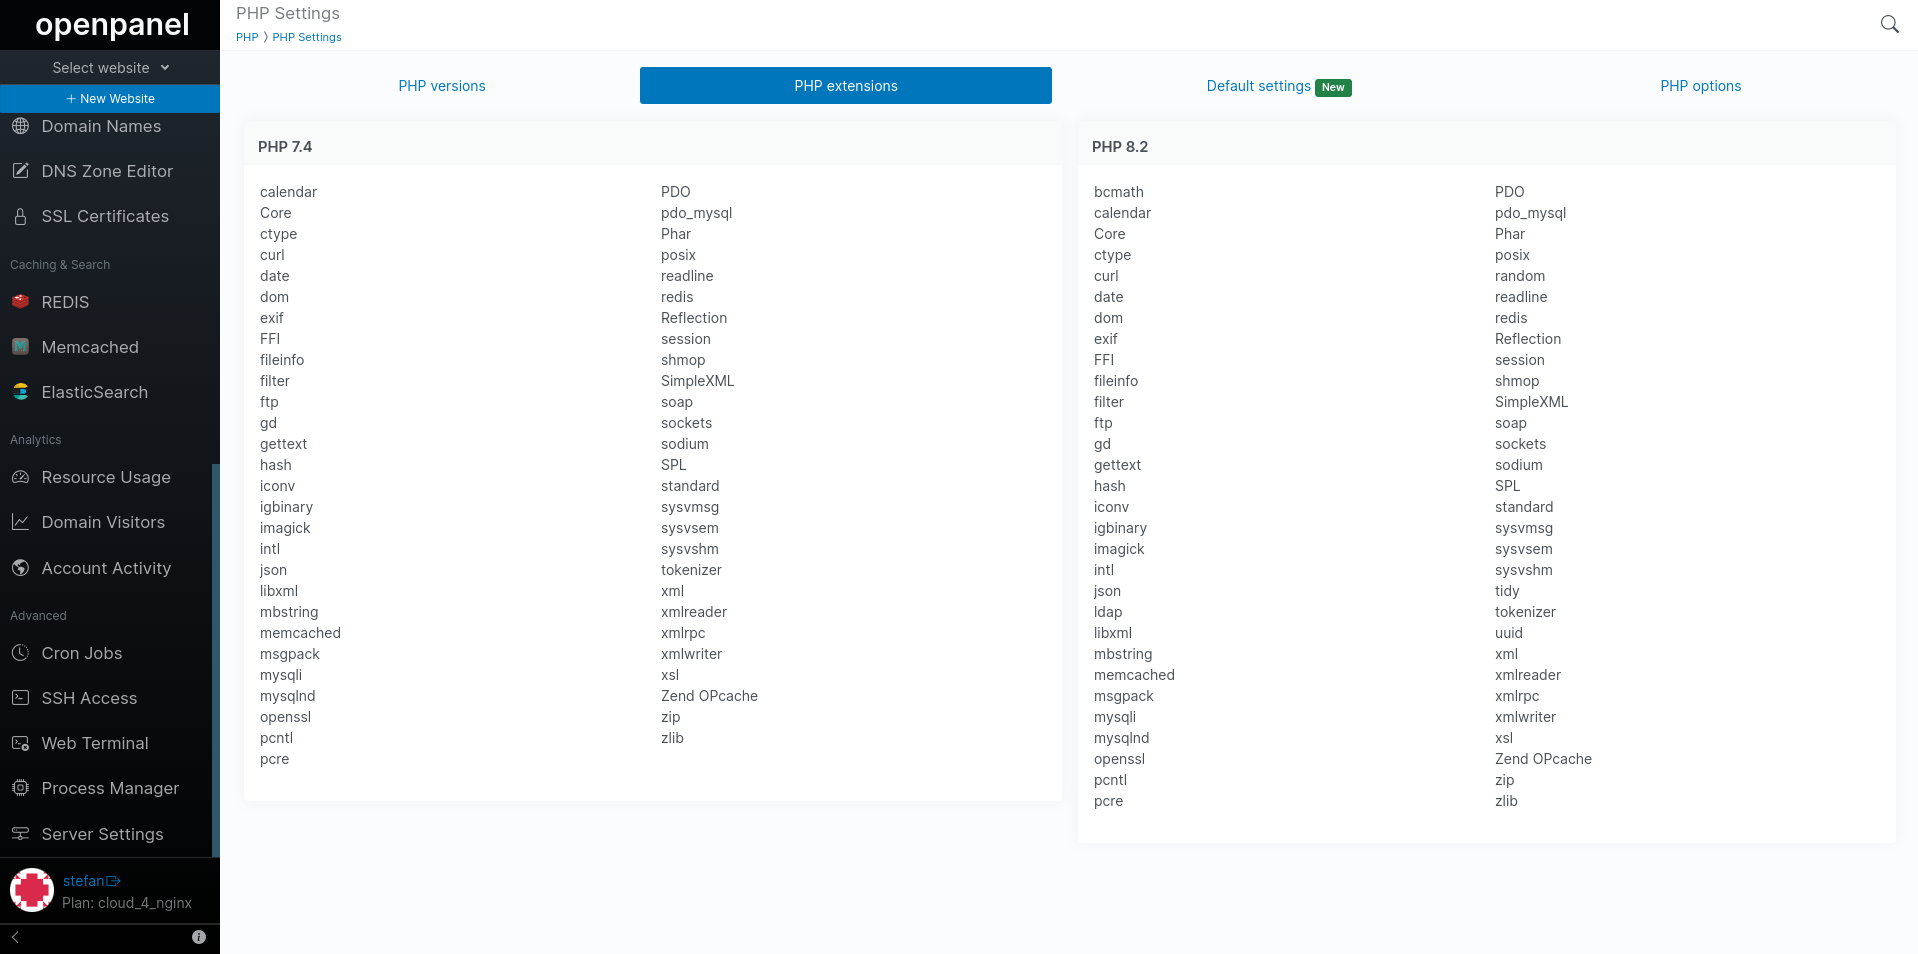 openpanel
Select website
+ New Website
Domain Names
DNS Zone Editor
SSL Certificates
Caching & Search
REDIS
Memcached
ElasticSearch
Analytics
Resource Usage
Domain Visitors
Account Activity
Advanced
Cron Jobs
SSH Access
Web Terminal
Process Manager
Server Settings
stefan
Plan: cloud_4_nginx
PHP Settings
PHP 〉 PHP Settings
PHP versions
PHP extensions
Default settings New
PHP options
PHP 7.4
calendar
Core
ctype
curl
date
dom
exif
FFI
fileinfo
filter
ftp
gd
gettext
hash
iconv
igbinary
imagick
intl
json
libxml
mbstring
memcached
msgpack
mysqli
mysqlnd
openssl
pcntl
pcre
PDO
pdo_mysql
Phar
posix
readline
redis
Reflection
session
shmop
SimpleXML
soap
sockets
sodium
SPL
standard
sysvmsg
sysvsem
sysvshm
tokenizer
xml
xmlreader
xmlrpc
xmlwriter
xsl
Zend OPcache
zip
zlib
PHP 8.2
bcmath
calendar
Core
ctype
curl
date
dom
exif
FFI
fileinfo
filter
ftp
gd
gettext
hash
iconv
igbinary
imagick
intl
json
ldap
libxml
mbstring
memcached
msgpack
mysqli
mysqlnd
openssl
pcntl
pcre
PDO
pdo_mysql
Phar
posix
random
readline
redis
Reflection
session
shmop
SimpleXML
soap
sockets
sodium
SPL
standard
sysvmsg
sysvsem
sysvshm
tidy
tokenizer
uuid
xml
xmlreader
xmlrpc
xmlwriter
xsl
Zend OPcache
zip
zlib